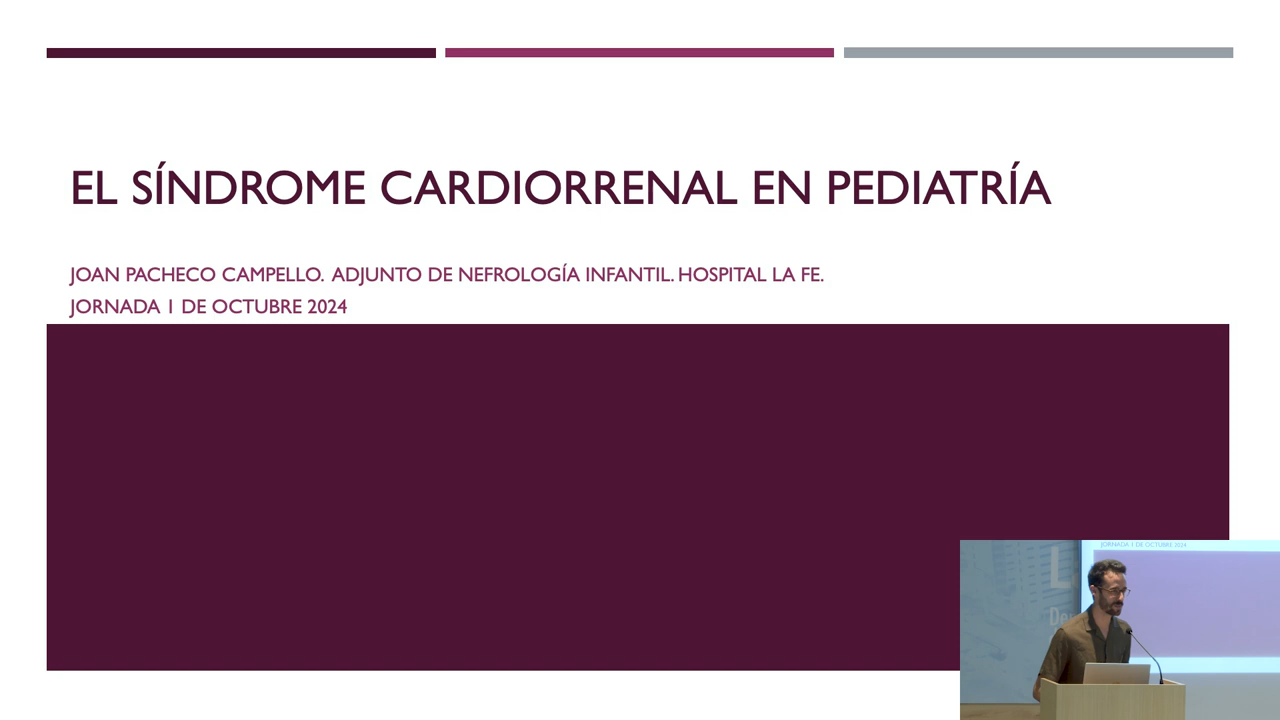 EL SÍNDROME CARDIORRENAL EN PEDIATRÍA
JOAN PACHECO CAMPELLO. ADJUNTO DE NEFROLOGÍA INFANTIL. HOSPITAL LA FE.
JORNADA 1 DE OCTUBRE 2024
JORNADA 1 DE OCTUBRE 2024